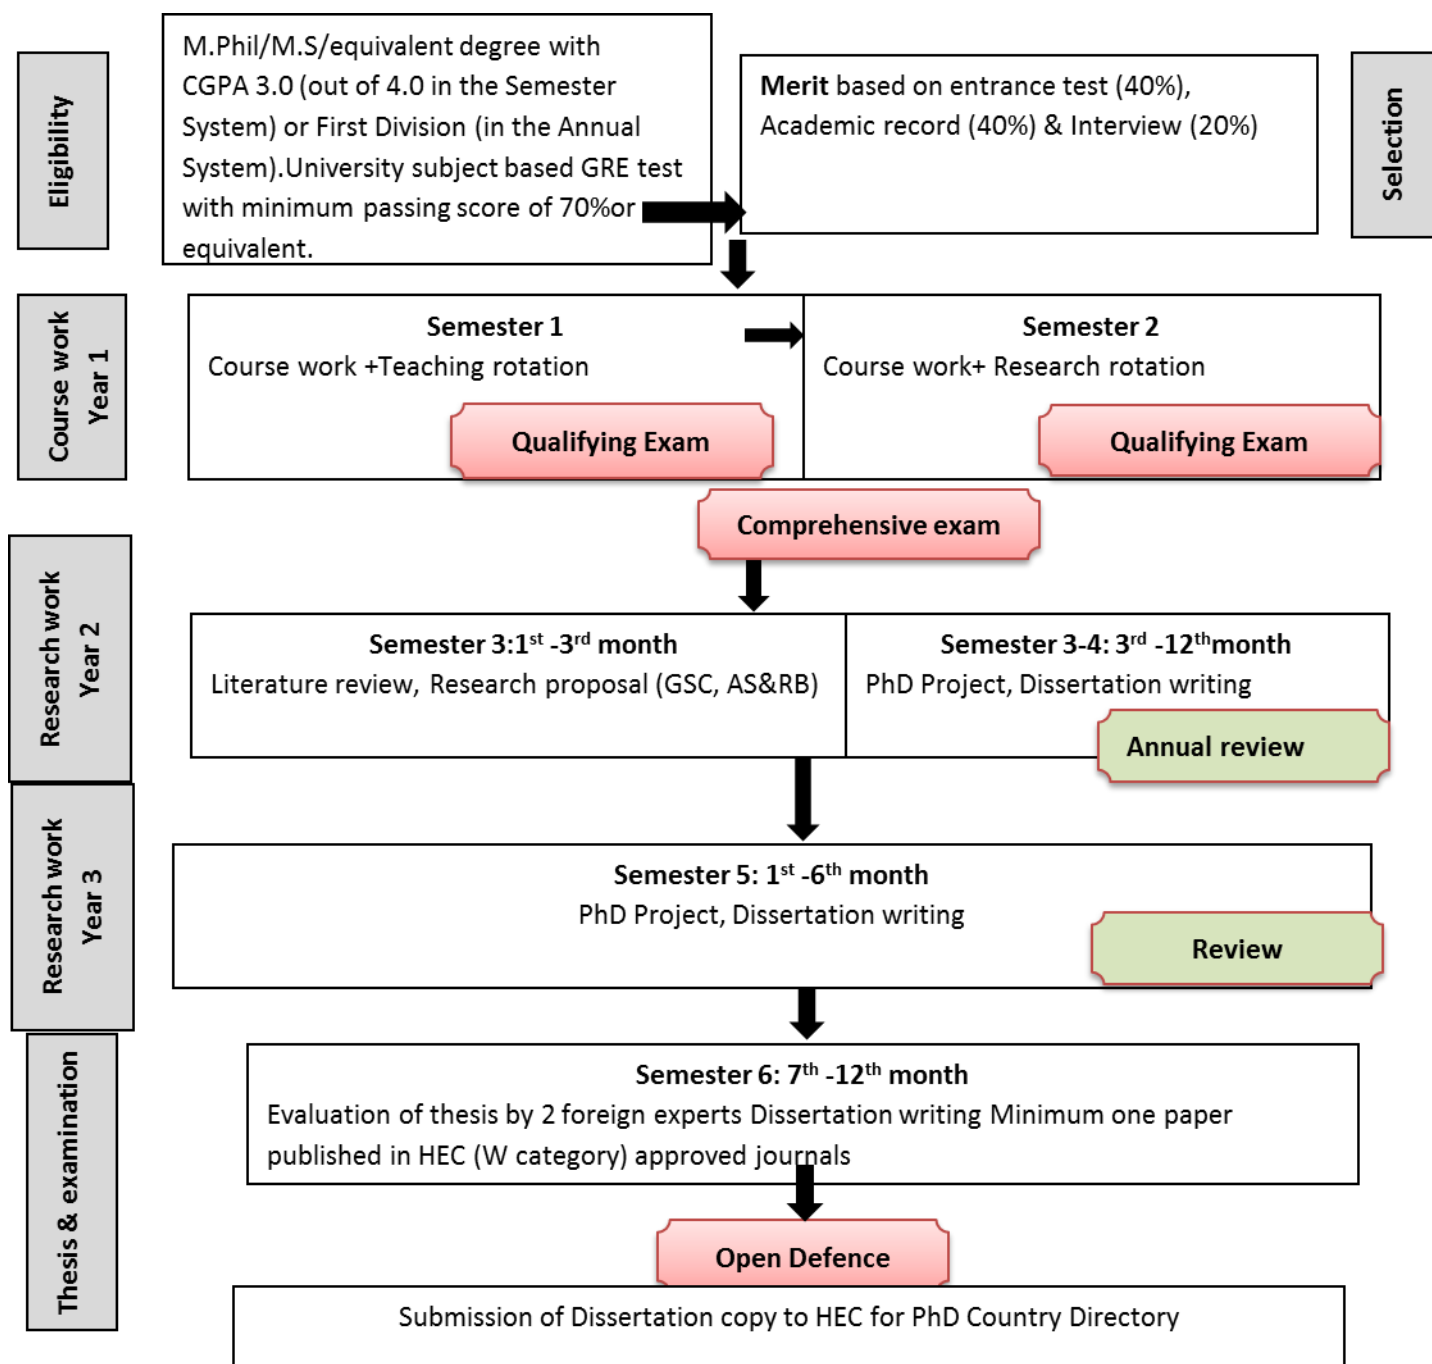 Eligibility
M.Phil/M.S/equivalent degree with
CGPA 3.0 (out of 4.0 in the Semester
System) or First Division (in the Annual
System).University subject based GRE test
with minimum passing score of 70%or
equivalent.
Merit based on entrance test (40%),
Academic record (40%) & Interview (20%)
Selection
Course work
Year 1
Semester 1
Course work +Teaching rotation
Qualifying Exam
Semester 2
Course work+ Research rotation
Qualifying Exam
Comprehensive exam
Research work
Year 2
Semester 3:1st -3rd month
Literature review, Research proposal (GSC, AS&RB)
Semester 3-4: 3rd -12thmonth
PhD Project, Dissertation writing
Annual review
Research work
Year 3
Semester 5: 1st -6th month
PhD Project, Dissertation writing
Review
Thesis & examination
Semester 6: 7th -12th month
Evaluation of thesis by 2 foreign experts Dissertation writing Minimum one paper
published in HEC (W category) approved journals
Open Defence
Submission of Dissertation copy to HEC for PhD Country Directory